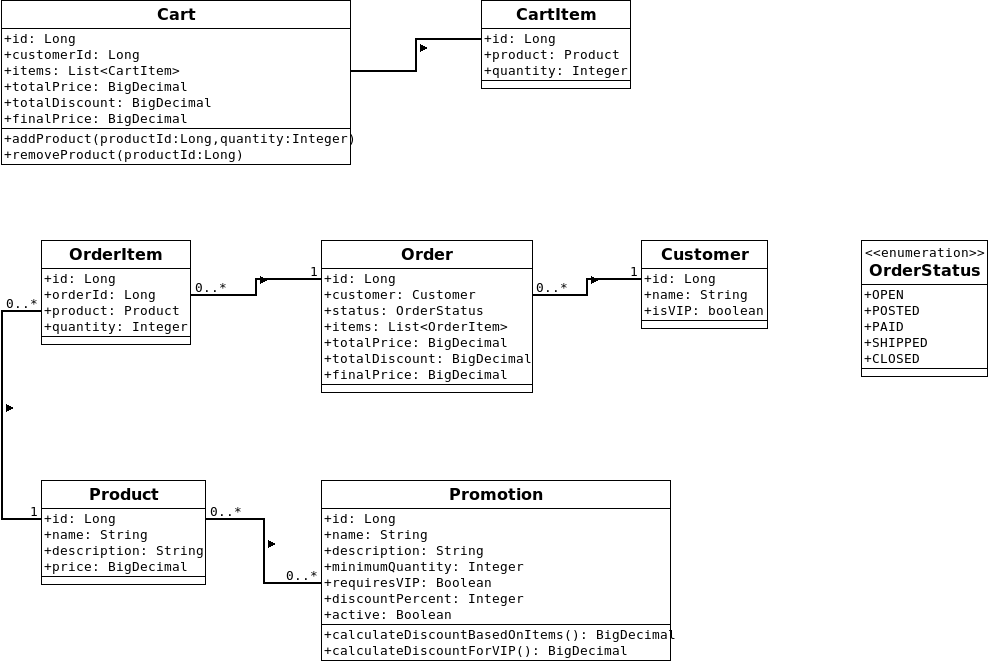 Cart
+id: Long
+customerId: Long
+items: List<CartItem>
+totalPrice: BigDecimal
+totalDiscount: BigDecimal
+finalPrice: BigDecimal
+addProduct(productId:Long,quantity:Integer)
+removeProduct(productId:Long)
CartItem
+id: Long
+product: Product
+quantity: Integer
OrderItem
+id: Long
+orderId: Long
+product: Product
+quantity: Integer
0..*
0..*
1
Order
+id: Long
+customer: Customer
+status: OrderStatus
+items: List<OrderItem>
+totalPrice: BigDecimal
+totalDiscount: BigDecimal
+finalPrice: BigDecimal
0..*
1
Customer
+id: Long
+name: String
+isVIP: boolean
<<enumeration>>
OrderStatus
+OPEN
+POSTED
+PAID
+SHIPPED
+CLOSED
1
Product
+id: Long
+name: String
+description: String
+price: BigDecimal
0..*
0..*
Promotion
+id: Long
+name: String
+description: String
+minimumQuantity: Integer
+requiresVIP: Boolean
+discountPercent: Integer
+active: Boolean
+calculateDiscountBasedOnItems(): BigDecimal
+calculateDiscountForVIP(): BigDecimal